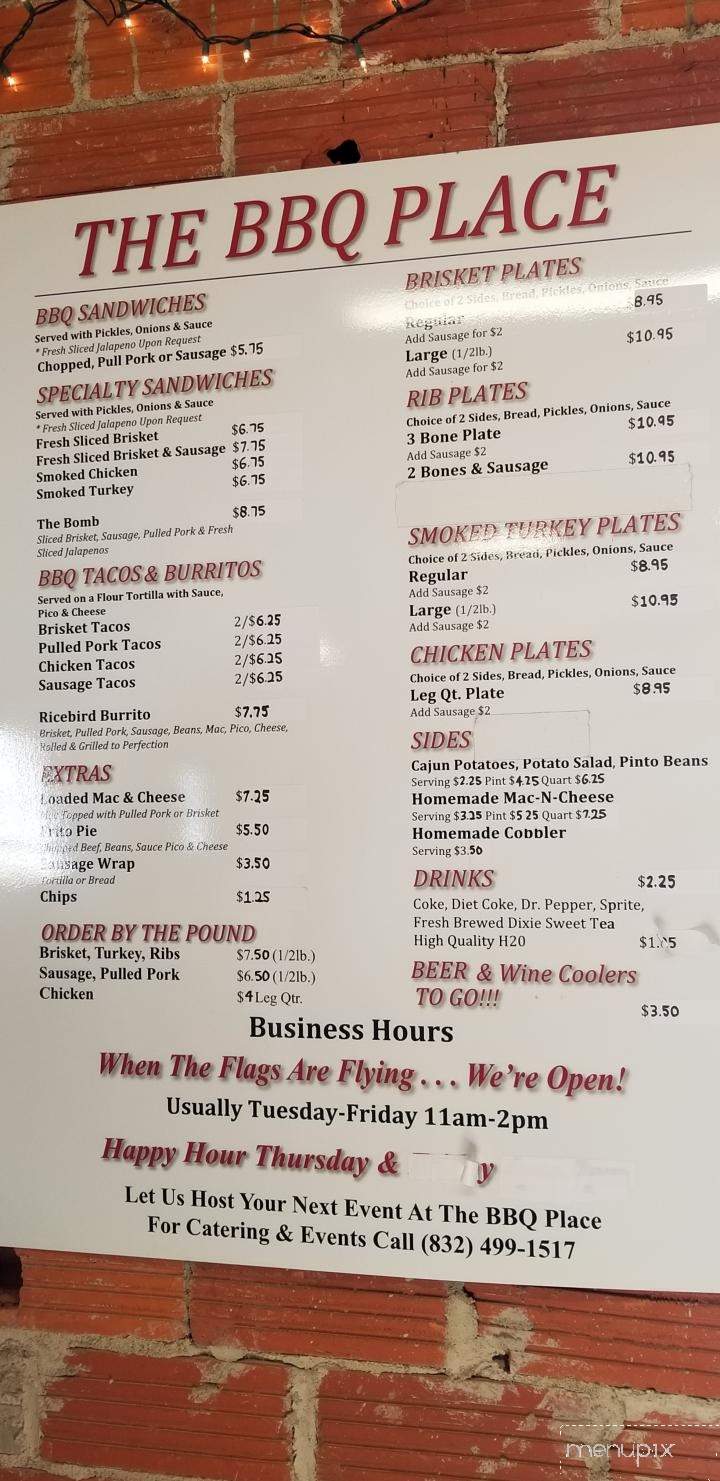 THE BBQ PLACE
BBQ SANDWICHES
Served with Pickles, Onions & Sauce
* Fresh Sliced Jalapeno Upon Request
Chopped, Pull Pork or Sausage $5.75
SPECIALTY SANDWICHES
Served with Pickles, Onions & Sauce
* Fresh Sliced Jalapeno Upon Request
Fresh Sliced Brisket $6.75
Fresh Sliced Brisket & Sausage $7.75
Smoked Chicken $6.75
Smoked Turkey $6.75
The Bomb $8.75
Sliced Brisket, Sausage, Pulled Pork & Fresh
Sliced Jalapenos
BBQ TACOS & BURRITOS
Served on a Flour Tortilla with Sauce,
Pico & Cheese
Brisket Tacos 2/$6.25
Pulled Pork Tacos 2/$6.25
Chicken Tacos 2/$6.25
Sausage Tacos 2/$6.25
Ricebird Burrito $7.75
Brisket, Pulled Pork, Sausage, Beans, Mac, Pico, Cheese,
Rolled & Grilled to Perfection
EXTRAS
Loaded Mac & Cheese $7.25
Topped with Pulled Pork or Brisket
Frito Pie $5.50
Chopped Beef, Beans, Sauce Pico & Cheese
Sausage Wrap $3.50
Tortilla or Bread
Chips $1.25
ORDER BY THE POUND
Brisket, Turkey, Ribs $7.50 (1/2lb.)
Sausage, Pulled Pork $6.50 (1/2lb.)
Chicken $4 Leg Qtr.
BRISKET PLATES
Choice of 2 Sides, Bread, Pickles, Onions, Sauce
Regular 8.95
Add Sausage for $2
Large (1/2lb.) $10.95
Add Sausage for $2
RIB PLATES
Choice of 2 Sides, Bread, Pickles, Onions, Sauce
3 Bone Plate $10.95
Add Sausage $2
2 Bones & Sausage $10.95
SMOKED TURKEY PLATES
Choice of 2 Sides, Bread, Pickles, Onions, Sauce
Regular $8.95
Add Sausage $2
Large (1/2lb.) $10.95
Add Sausage $2
CHICKEN PLATES
Choice of 2 Sides, Bread, Pickles, Onions, Sauce
Leg Qt. Plate $8.95
Add Sausage $2
SIDES
Cajun Potatoes, Potato Salad, Pinto Beans
Serving $2.25 Pint $4.25 Quart $6.25
Homemade Mac-N-Cheese
Serving $3.25 Pint $5 25 Quart $7.25
Homemade Cobbler
Serving $3.50
DRINKS $2.25
Coke, Diet Coke, Dr. Pepper, Sprite,
Fresh Brewed Dixie Sweet Tea
High Quality H20
BEER & Wine Coolers
TO GO!!! $3.50
Business Hours
When The Flags Are Flying . . . We're Open!
Usually Tuesday-Friday 11am-2pm
Happy Hour Thursday & y
Let Us Host Your Next Event At The BBQ Place
For Catering & Events Call (832) 499-1517
menupix